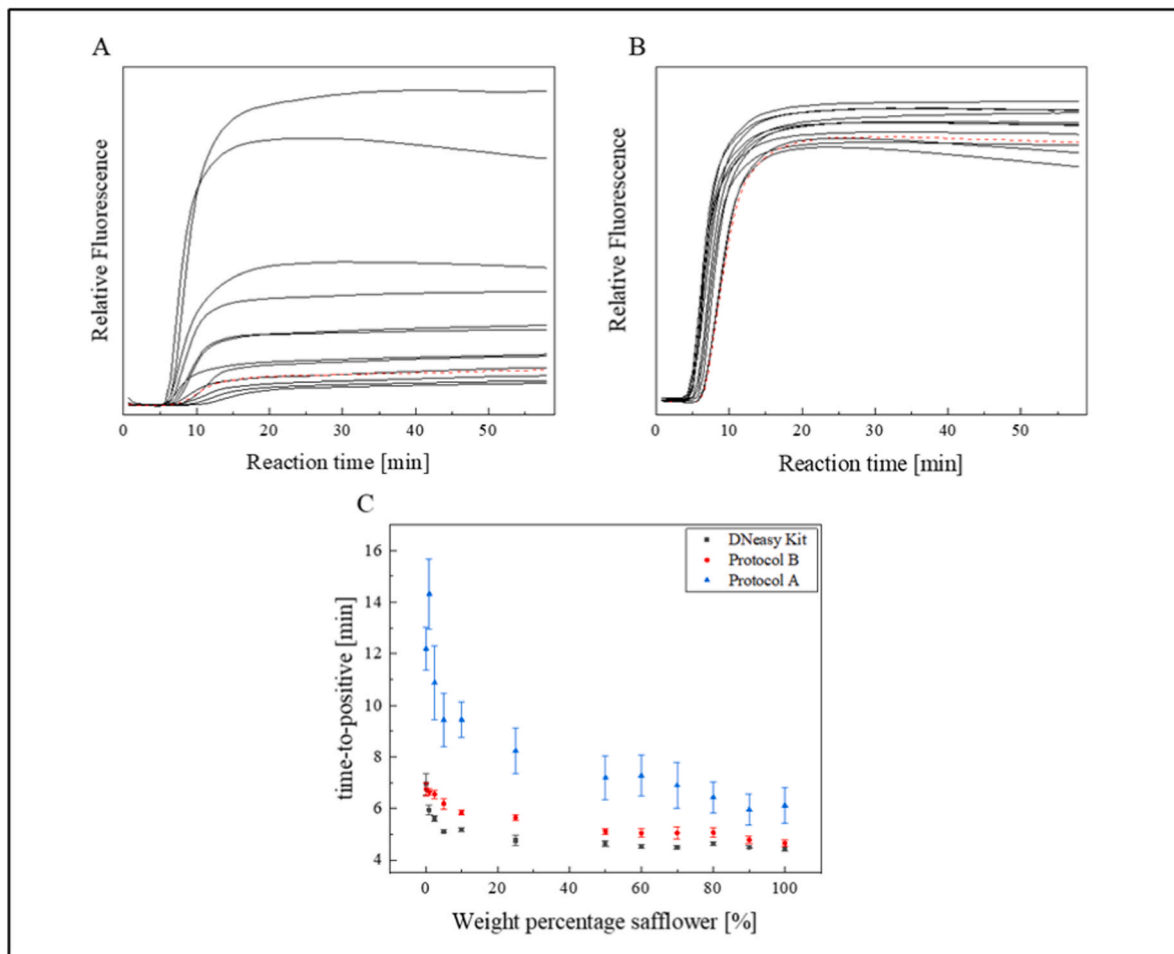 A
B
Relative Fluorescence
Relative Fluorescence
0 10 20 30 40 50
0 10 20 30 40 50
Reaction time [min]
Reaction time [min]
C
DNeasy Kit
Protocol B
Protocol A
16
14
12
10
8
6
4
time-to-positive [min]
0 20 40 60 80 100
Weight percentage safflower [%]